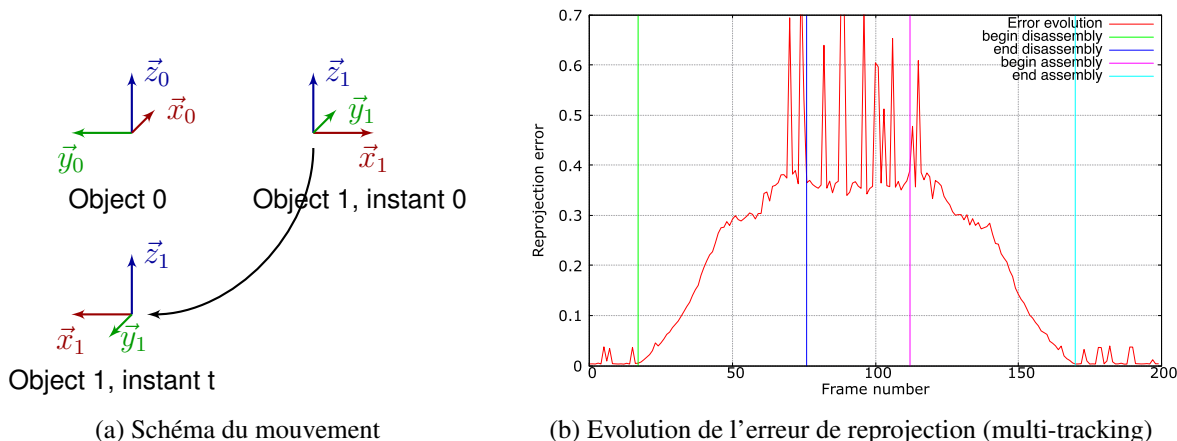 z⃗₀
x⃗₀
y⃗₀
Object 0
z⃗₁
y⃗₁
x⃗₁
Object 1, instant 0
z⃗₁
x⃗₁
y⃗₁
Object 1, instant t
(a) Schéma du mouvement
0.7
0.6
0.5
0.4
0.3
0.2
0.1
0
Reprojection error
Error evolution
begin disassembly
end disassembly
begin assembly
end assembly
0 50 100 150 200
Frame number
(b) Evolution de l'erreur de reprojection (multi-tracking)